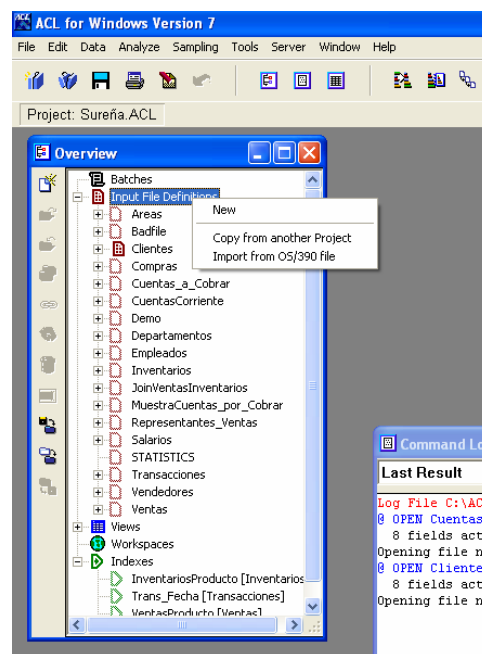 ACL for Windows Version 7
File Edit Data Analyze Sampling Tools Server Window Help
Project: Sureña.ACL
Overview
Batches
Input File Definitions
New
Copy from another Project
Import from OS/390 file
Areas
Badfile
Clientes
Compras
Cuentas_a_Cobrar
CuentasCorriente
Demo
Departamentos
Empleados
Inventarios
JoinVentasInventarios
MuestraCuentas_por_Cobrar
Representantes_Ventas
Salarios
STATISTICS
Transacciones
Vendedores
Ventas
Views
Workspaces
Indexes
InventariosProducto [Inventarios
Trans_Fecha [Transacciones]
VentasProducto [Ventas]
Command Lo
Last Result
Log File C:\AC
@ OPEN Cuentas
8 fields act
Opening file n
@ OPEN Cliente
8 fields act
Opening file n